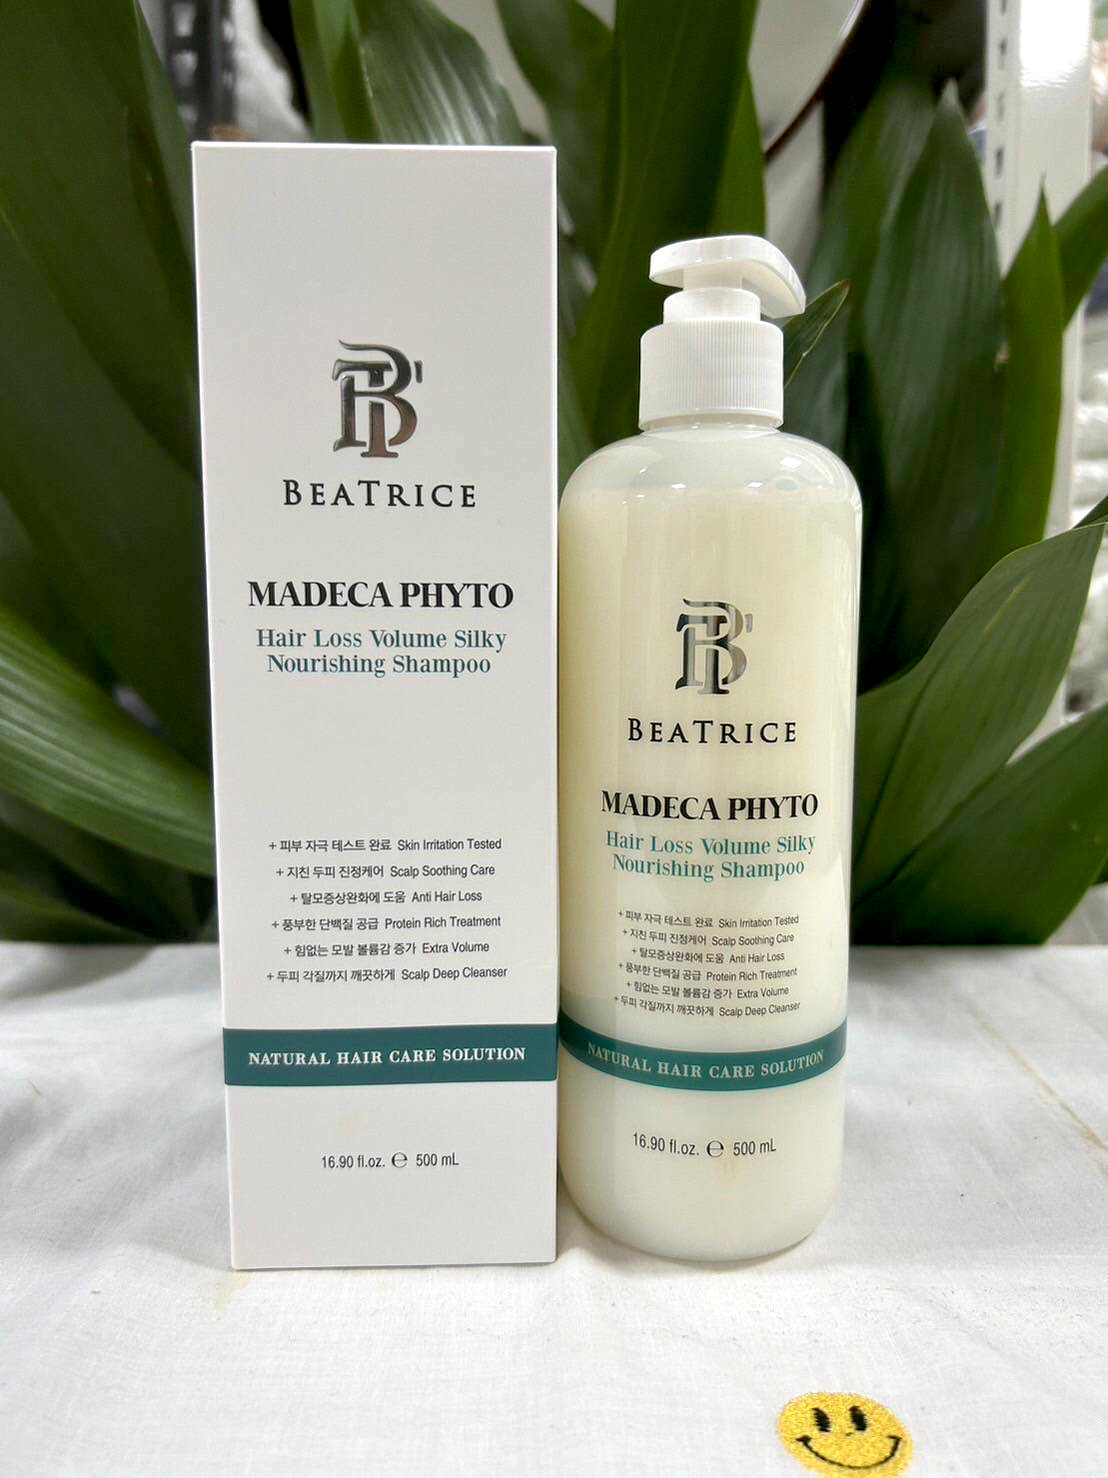 BEATRICE
MADECA PHYTO
Hair Loss Volume Silky
Nourishing Shampoo
+ 피부 자극 테스트 완료 Skin Irritation Tested
+ 지친 두피 진정케어 Scalp Soothing Care
+ 탈모증상완화에 도움 Anti Hair Loss
+ 풍부한 단백질 공급 Protein Rich Treatment
+ 힘없는 모발 볼륨감 증가 Extra Volume
+ 두피 각질까지 깨끗하게 Scalp Deep Cleanser
NATURAL HAIR CARE SOLUTION
16.90 fl.oz. ℮ 500 mL
BEATRICE
MADECA PHYTO
Hair Loss Volume Silky
Nourishing Shampoo
+ 피부 자극 테스트 완료 Skin Irritation Tested
+ 지친 두피 진정케어 Scalp Soothing Care
+ 탈모증상완화에 도움 Anti Hair Loss
+ 풍부한 단백질 공급 Protein Rich Treatment
+ 힘없는 모발 볼륨감 증가 Extra Volume
+ 두피 각질까지 깨끗하게 Scalp Deep Cleanser
NATURAL HAIR CARE SOLUTION
16.90 fl.oz. ℮ 500 mL